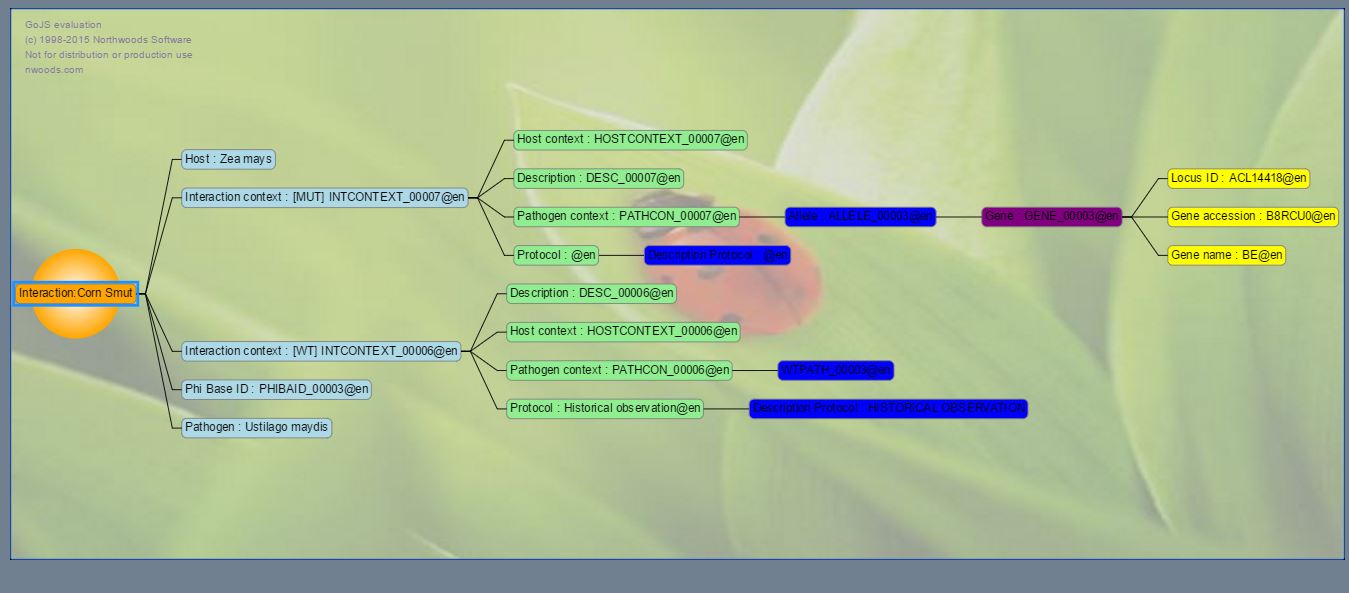 GoJS evaluation
(c) 1998-2015 Northwoods Software
Not for distribution or production use
nwoods.com
Interaction:Corn Smut
Host : Zea mays
Interaction context : [MUT] INTCONTEXT_00007@en
Host context : HOSTCONTEXT_00007@en
Description : DESC_00007@en
Pathogen context : PATHCON_00007@en
Allele : ALLELE_00003@en
Gene : GENE_00003@en
Locus ID : ACL14418@en
Gene accession : B8RCU0@en
Gene name : BE@en
Protocol : @en
Description Protocol : @en
Interaction context : [WT] INTCONTEXT_00006@en
Description : DESC_00006@en
Host context : HOSTCONTEXT_00006@en
Pathogen context : PATHCON_00006@en
WTPATH_00003@en
Protocol : Historical observation@en
Description Protocol : HISTORICAL OBSERVATION
Phi Base ID : PHIBAID_00003@en
Pathogen : Ustilago maydis